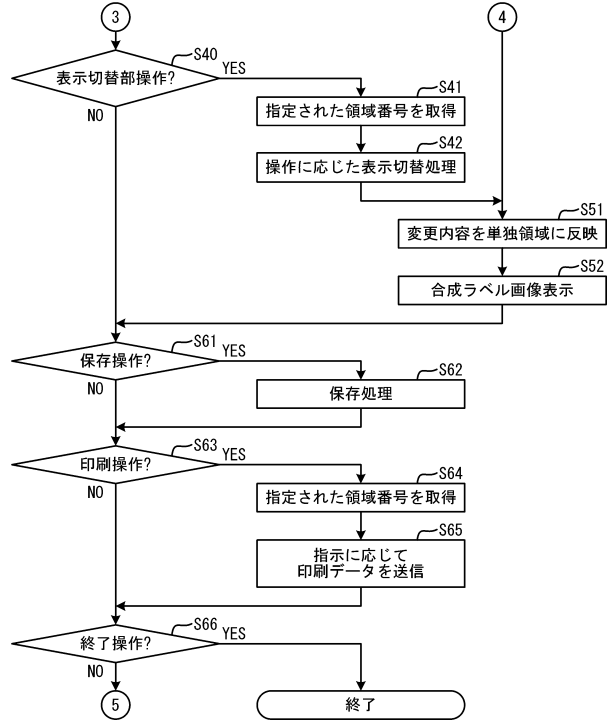 3
4
表示切替部操作?
S40
YES
NO
S41
指定された領域番号を取得
S42
操作に応じた表示切替処理
S51
変更内容を単独領域に反映
S52
合成ラベル画像表示
保存操作?
S61
YES
NO
S62
保存処理
印刷操作?
S63
YES
NO
S64
指定された領域番号を取得
S65
指示に応じて
印刷データを送信
終了操作?
S66
YES
NO
5
終了